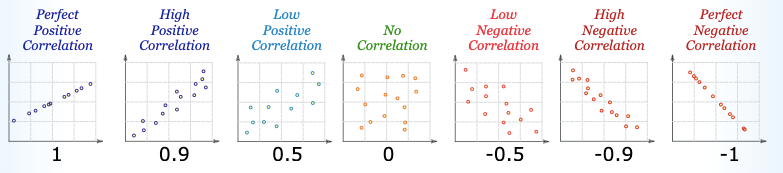 Perfect
Positive
Correlation
1
High
Positive
Correlation
0.9
Low
Positive
Correlation
0.5
No
Correlation
0
Low
Negative
Correlation
-0.5
High
Negative
Correlation
-0.9
Perfect
Negative
Correlation
-1